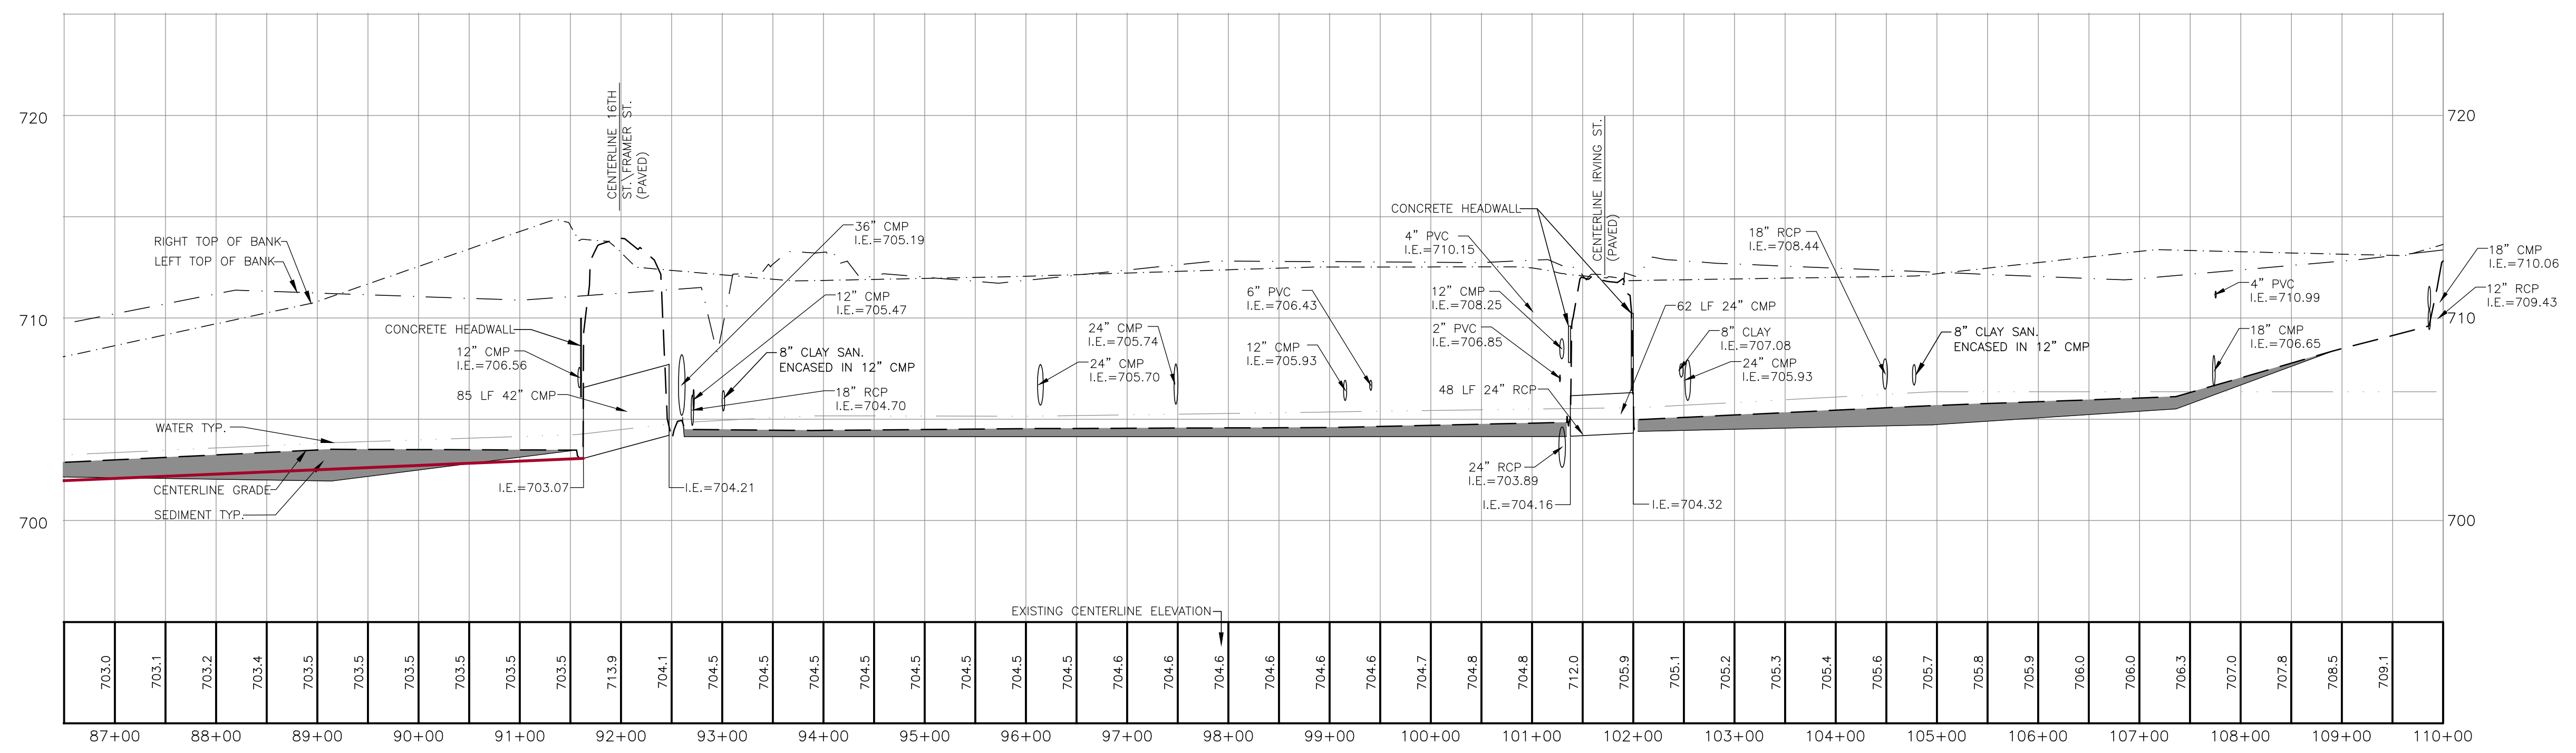 720
710
700
RIGHT TOP OF BANK
LEFT TOP OF BANK
CONCRETE HEADWALL
12" CMP
I.E.=706.56
85 LF 42" CMP
WATER TYP.
CENTERLINE GRADE
SEDIMENT TYP.
CENTERLINE 16TH
ST.\FRAMER ST.
(PAVED)
I.E.=703.07
I.E.=704.21
36" CMP
I.E.=705.19
12" CMP
I.E.=705.47
8" CLAY SAN.
ENCASED IN 12" CMP
18" RCP
I.E.=704.70
24" CMP
I.E.=705.74
24" CMP
I.E.=705.70
6" PVC
I.E.=706.43
12" CMP
I.E.=705.93
CONCRETE HEADWALL
4" PVC
I.E.=710.15
12" CMP
I.E.=708.25
2" PVC
I.E.=706.85
48 LF 24" RCP
24" RCP
I.E.=703.89
I.E.=704.16
I.E.=704.32
CENTERLINE IRVING ST.
(PAVED)
62 LF 24" CMP
8" CLAY
I.E.=707.08
24" CMP
I.E.=705.93
18" RCP
I.E.=708.44
8" CLAY SAN.
ENCASED IN 12" CMP
4" PVC
I.E.=710.99
18" CMP
I.E.=706.65
18" CMP
I.E.=710.06
12" RCP
I.E.=709.43
720
710
700
EXISTING CENTERLINE ELEVATION
703.0
703.1
703.2
703.4
703.5
703.5
703.5
703.5
703.5
703.5
713.9
704.1
704.5
704.5
704.5
704.5
704.5
704.5
704.5
704.5
704.6
704.6
704.6
704.6
704.6
704.6
704.7
704.8
704.8
712.0
705.9
705.1
705.2
705.3
705.4
705.6
705.7
705.8
705.9
706.0
706.0
706.3
707.0
707.8
708.5
709.1
87+00
88+00
89+00
90+00
91+00
92+00
93+00
94+00
95+00
96+00
97+00
98+00
99+00
100+00
101+00
102+00
103+00
104+00
105+00
106+00
107+00
108+00
109+00
110+00